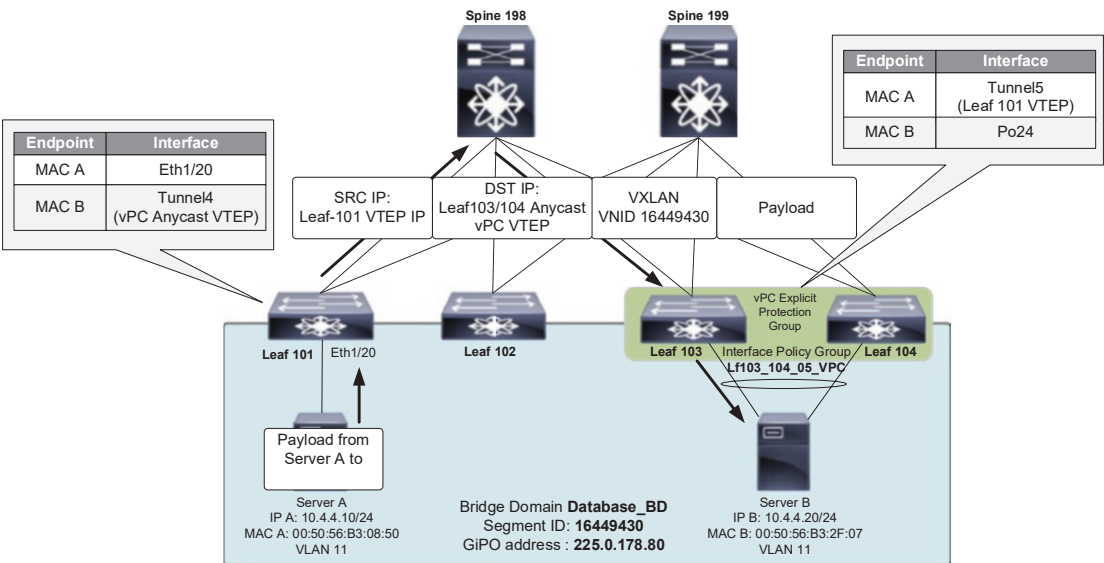 Spine 198
Spine 199
Endpoint Interface
MAC A Eth1/20
MAC B Tunnel4
(vPC Anycast VTEP)
Endpoint Interface
MAC A Tunnel5
(Leaf 101 VTEP)
MAC B Po24
SRC IP:
Leaf-101 VTEP IP
DST IP:
Leaf103/104 Anycast
vPC VTEP
VXLAN
VNID 16449430
Payload
vPC Explicit
Protection
Group
Leaf 101 Eth1/20
Leaf 102
Leaf 103
Interface Policy Group
Leaf 104
Lf103_104_05_VPC
Payload from
Server A to
Server A
IP A: 10.4.4.10/24
MAC A: 00:50:56:B3:08:50
VLAN 11
Bridge Domain Database_BD
Segment ID: 16449430
GiPO address : 225.0.178.80
Server B
IP B: 10.4.4.20/24
MAC B: 00:50:56:B3:2F:07
VLAN 11